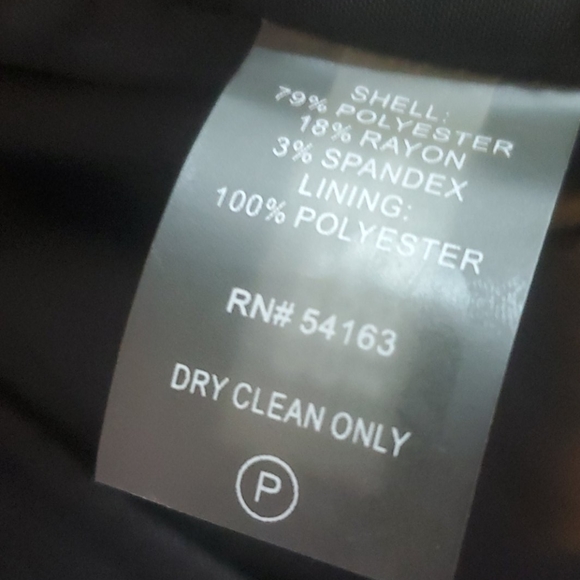 SHELL:
79% POLYESTER
18% RAYON
3% SPANDEX
LINING:
100% POLYESTER
RN# 54163
DRY CLEAN ONLY
P